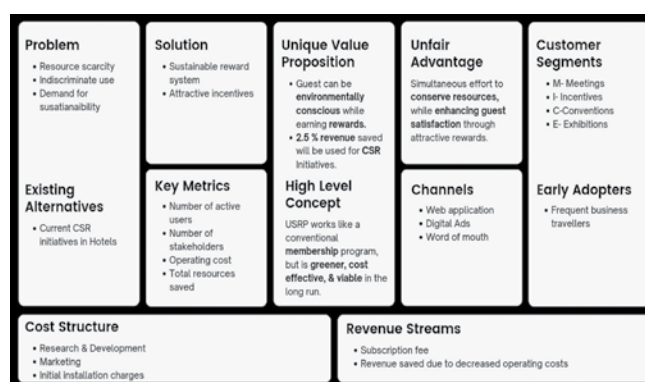 Problem
• Resource scarcity
• Indiscriminate use
• Demand for
susatianaibility
Existing
Alternatives
• Current CSR
initiatives in Hotels
Solution
• Sustainable reward
system
• Attractive incentives
Key Metrics
• Number of active
users
• Number of
stakeholders
• Operating cost
• Total resources
saved
Unique Value
Proposition
• Guest can be
environmentally
conscious while
earning rewards.
• 2.5 % revenue saved
will be used for CSR
Initiatives.
High Level
Concept
USRP works like a
conventional
membership program,
but is greener, cost
effective, & viable in the
long run.
Unfair
Advantage
Simultaneous effort to
conserve resources,
while enhancing guest
satisfaction through
attractive rewards.
Channels
• Web application
• Digital Ads
• Word of mouth
Customer
Segments
• M- Meetings
• I- Incentives
• C-Conventions
• E- Exhibitions
Early Adopters
• Frequent business
travellers
Cost Structure
• Research & Development
• Marketing
• Initial installation charges
Revenue Streams
• Subscription fee
• Revenue saved due to decreased operating costs